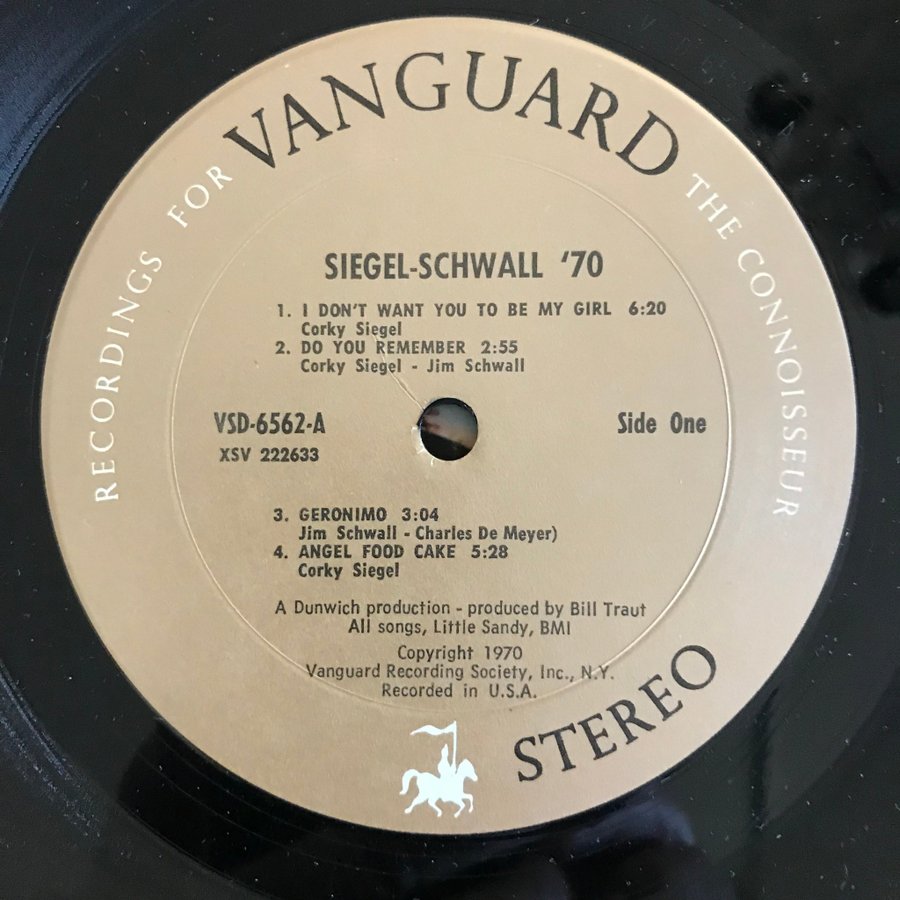 RECORDINGS FOR VANGUARD THE CONNOISSEUR
SIEGEL-SCHWALL '70
1. I DON'T WANT YOU TO BE MY GIRL 6:20
Corky Siegel
2. DO YOU REMEMBER 2:55
Corky Siegel - Jim Schwall
VSD-6562-A
Side One
XSV 222633
3. GERONIMO 3:04
Jim Schwall - Charles De Meyer)
4. ANGEL FOOD CAKE 5:28
Corky Siegel
A Dunwich production - produced by Bill Traut
All songs, Little Sandy, BMI
Copyright 1970
Vanguard Recording Society, Inc., N.Y.
Recorded in U.S.A.
STEREO